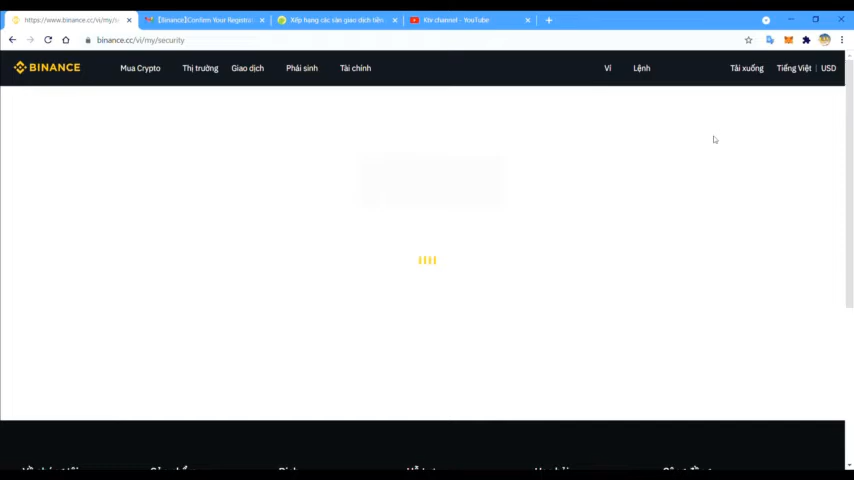 https://www.binance.cc/vi/my/s
【Binance】Confirm Your Registrat
Xếp hạng các sàn giao dịch tiền
Ktiv channel - YouTube
binance.cc/vi/my/security
BINANCE
Mua Crypto
Thị trường
Giao dịch
Phái sinh
Tài chính
Ví
Lệnh
Tải xuống
Tiếng Việt | USD